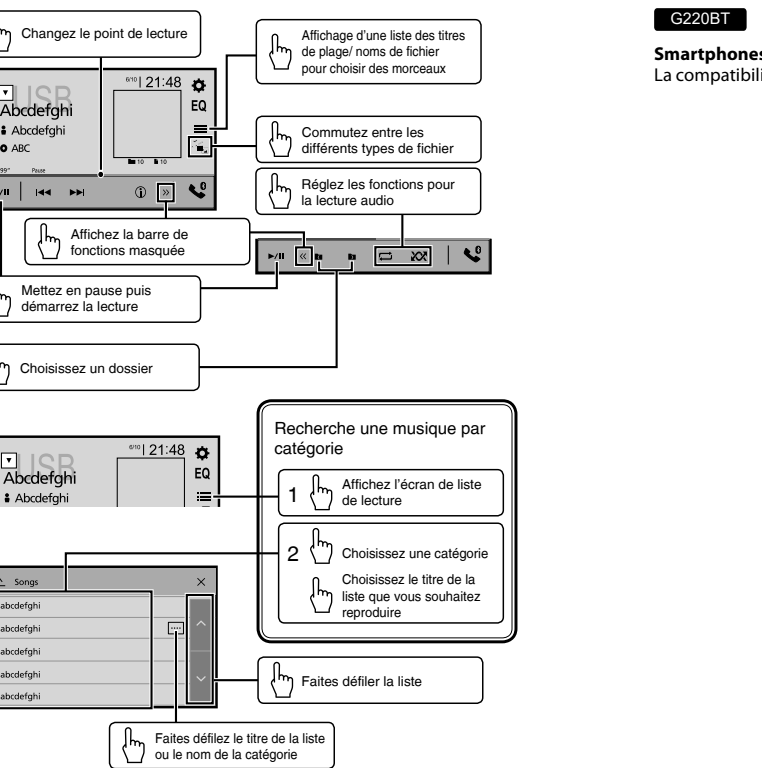 Changez le point de lecture
Affichage d'une liste des titres
de plage/ noms de fichier
pour choisir des morceaux
G220BT
Smartphones
La compatibili
USB
6/10 21:48
EQ
Abcdefghi
Abcdefghi
ABC
99"
Pause
10
10
Commutez entre les
différents types de fichier
Réglez les fonctions pour
la lecture audio
Affichez la barre de
fonctions masquée
Mettez en pause puis
démarrez la lecture
Choisissez un dossier
USB
6/10 21:48
EQ
Abcdefghi
Abcdefghi
Recherche une musique par
catégorie
1 Affichez l'écran de liste
de lecture
2 Choisissez une catégorie
Choisissez le titre de la
liste que vous souhaitez
reproduire
Songs
abcdefghi
abcdefghi
abcdefghi
abcdefghi
abcdefghi
Faites défiler la liste
Faites défilez le titre de la liste
ou le nom de la catégorie